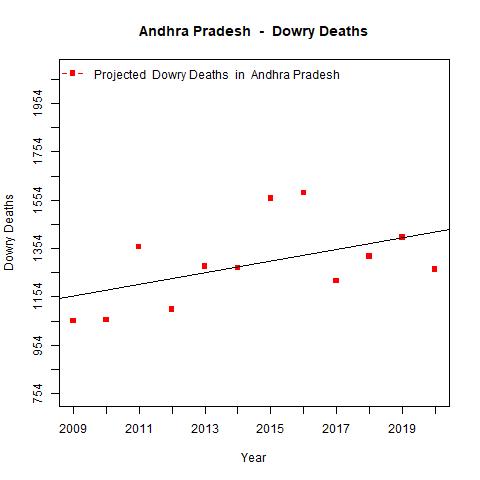 Andhra Pradesh - Dowry Deaths
Projected Dowry Deaths in Andhra Pradesh
Dowry Deaths
1954
1754
1554
1354
1154
954
754
2009 2011 2013 2015 2017 2019
Year